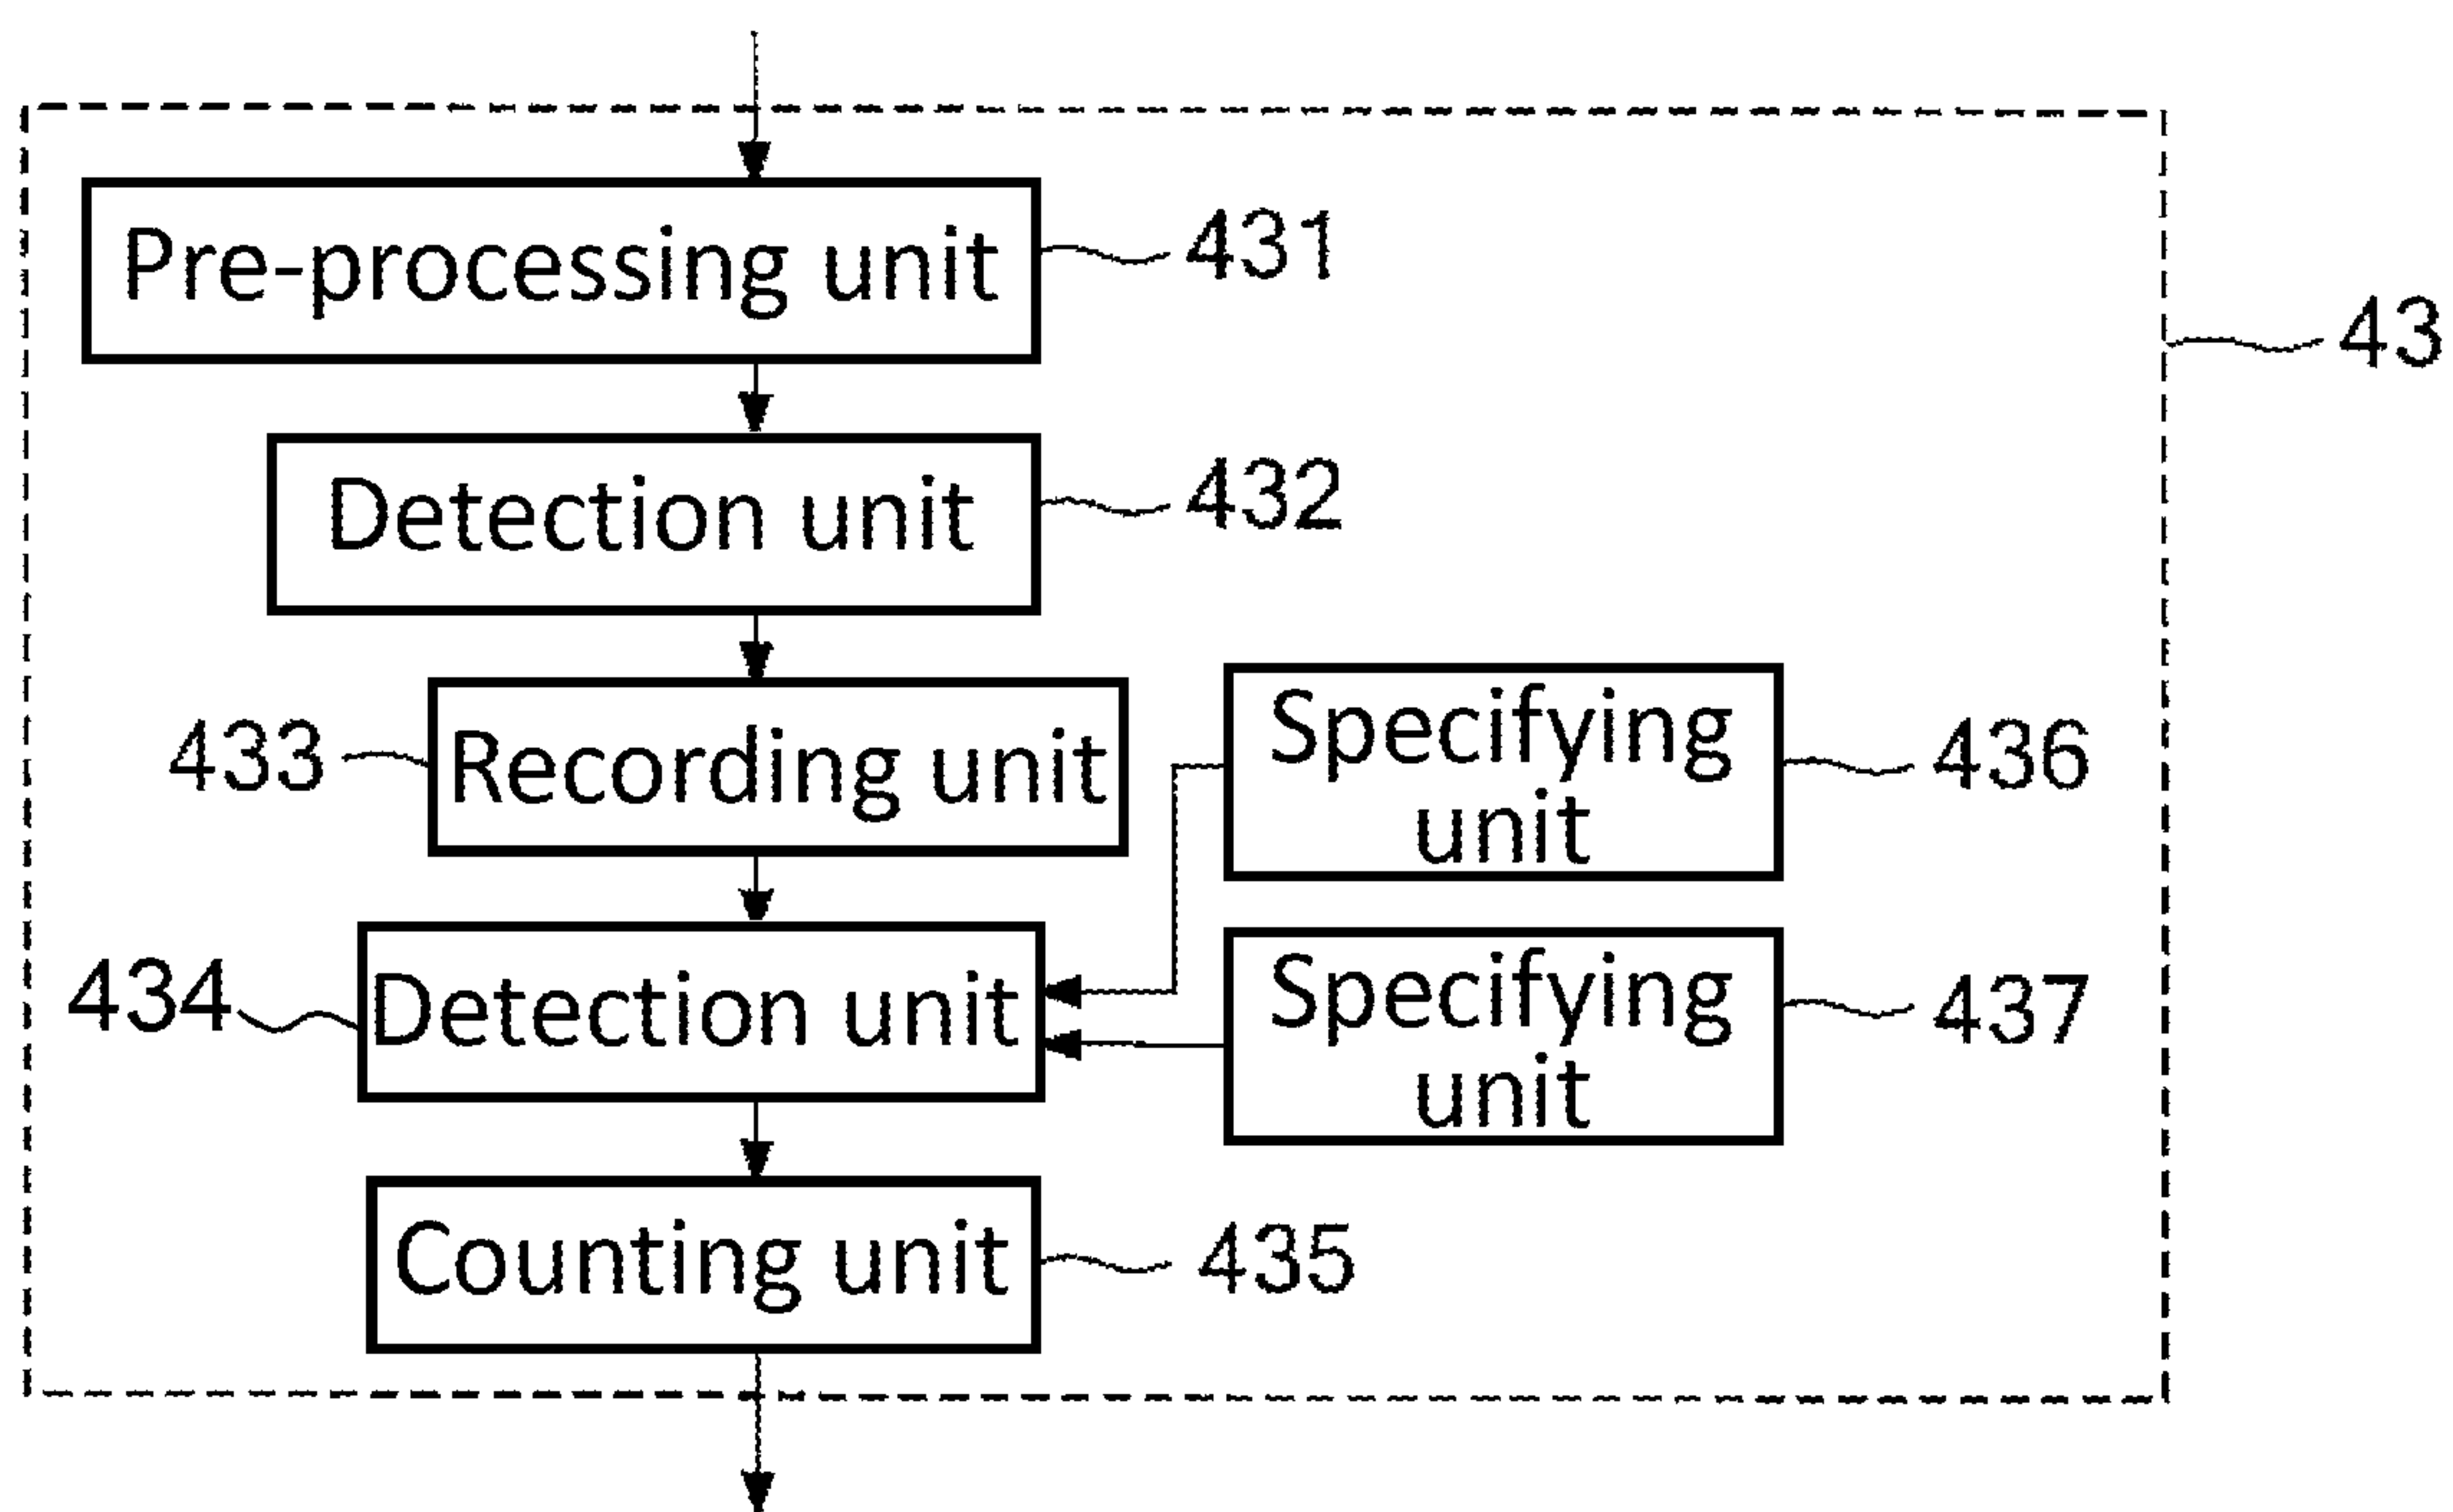 Pre-processing unit
431
43
Detection unit
432
433
Recording unit
Specifying
unit
436
434
Detection unit
Specifying
unit
437
Counting unit
435